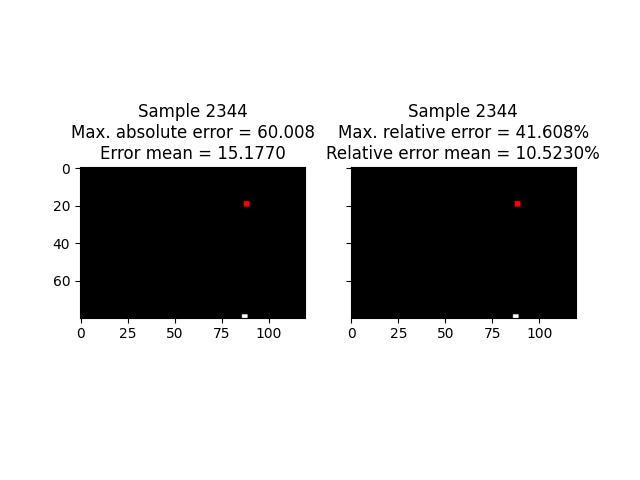 Sample 2344
Max. absolute error = 60.008
Error mean = 15.1770
0
20
40
60
0
25
50
75
100
Sample 2344
Max. relative error = 41.608%
Relative error mean = 10.5230%
0
25
50
75
100